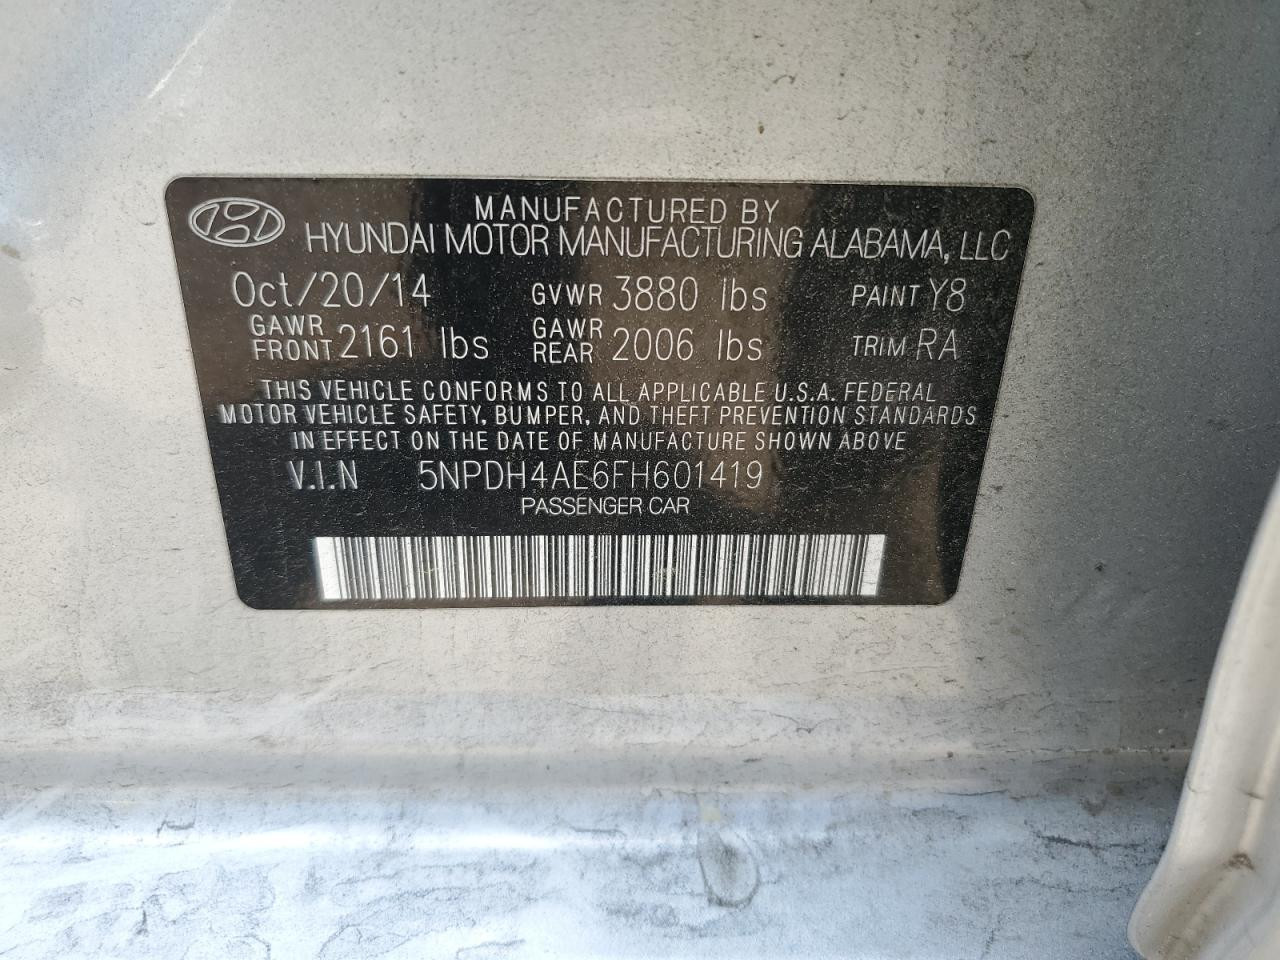 MANUFACTURED BY
HYUNDAI MOTOR MANUFACTURING ALABAMA, LLC
Oct/20/14 GVWR 3880 lbs PAINT Y8
GAWR FRONT 2161 lbs GAWR REAR 2006 lbs TRIM RA
THIS VEHICLE CONFORMS TO ALL APPLICABLE U.S.A. FEDERAL
MOTOR VEHICLE SAFETY, BUMPER, AND THEFT PREVENTION STANDARDS
IN EFFECT ON THE DATE OF MANUFACTURE SHOWN ABOVE
V.I.N 5NPDH4AE6FH601419
PASSENGER CAR